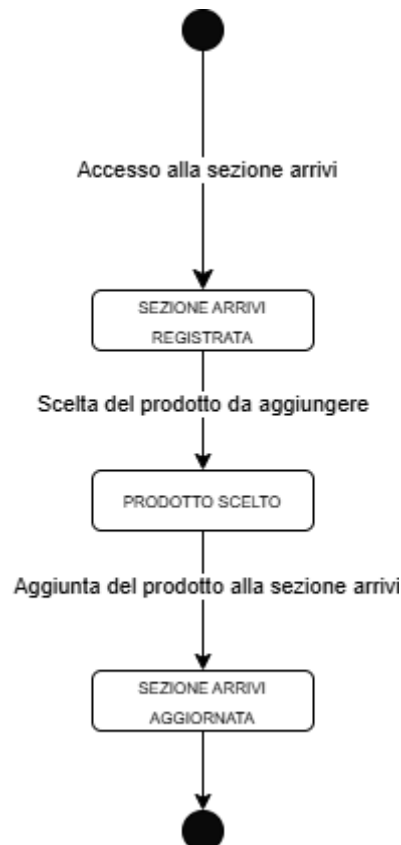 Accesso alla sezione arrivi
SEZIONE ARRIVI
REGISTRATA
Scelta del prodotto da aggiungere
PRODOTTO SCELTO
Aggiunta del prodotto alla sezione arrivi
SEZIONE ARRIVI
AGGIORNATA